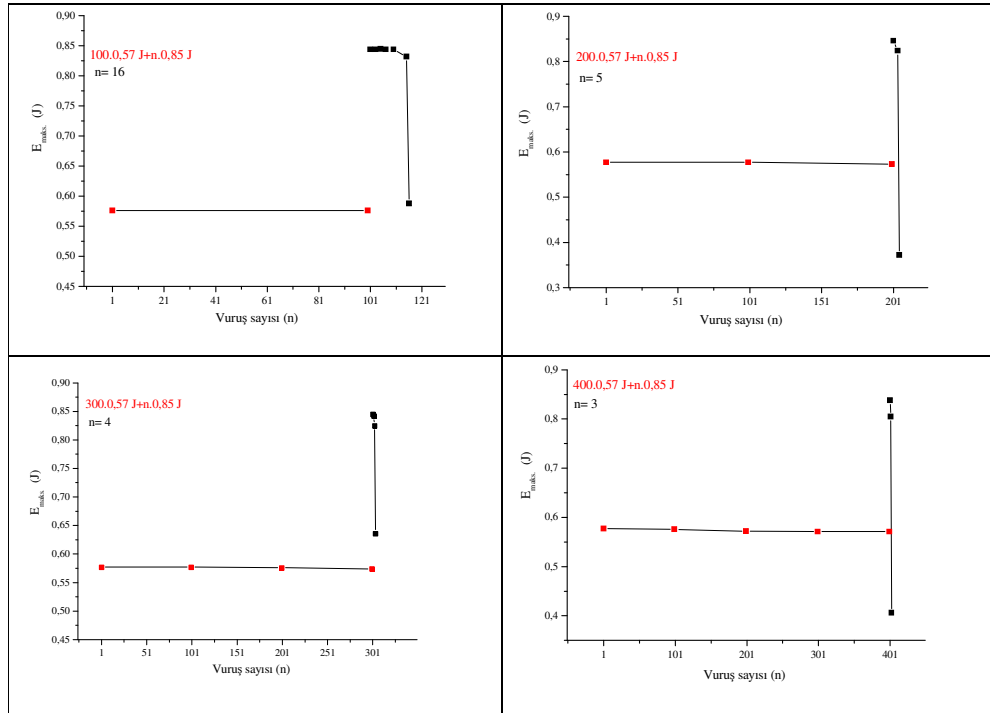 0,90
0,85
0,80
0,75
0,70
0,65
0,60
0,55
0,50
0,45
E maks. (J)
100.0,57 J+n.0,85 J
n= 16
1 21 41 61 81 101 121
Vuruş sayısı (n)
0,9
0,8
0,7
0,6
0,5
0,4
0,3
E maks. (J)
200.0,57 J+n.0,85 J
n= 5
1 51 101 151 201
Vuruş sayısı (n)
0,90
0,85
0,80
0,75
0,70
0,65
0,60
0,55
0,50
0,45
E maks. (J)
300.0,57 J+n.0,85 J
n= 4
1 51 101 151 201 251 301
Vuruş sayısı (n)
0,9
0,8
0,7
0,6
0,5
0,4
E maks. (J)
400.0,57 J+n.0,85 J
n= 3
1 101 201 301 401
Vuruş sayısı (n)